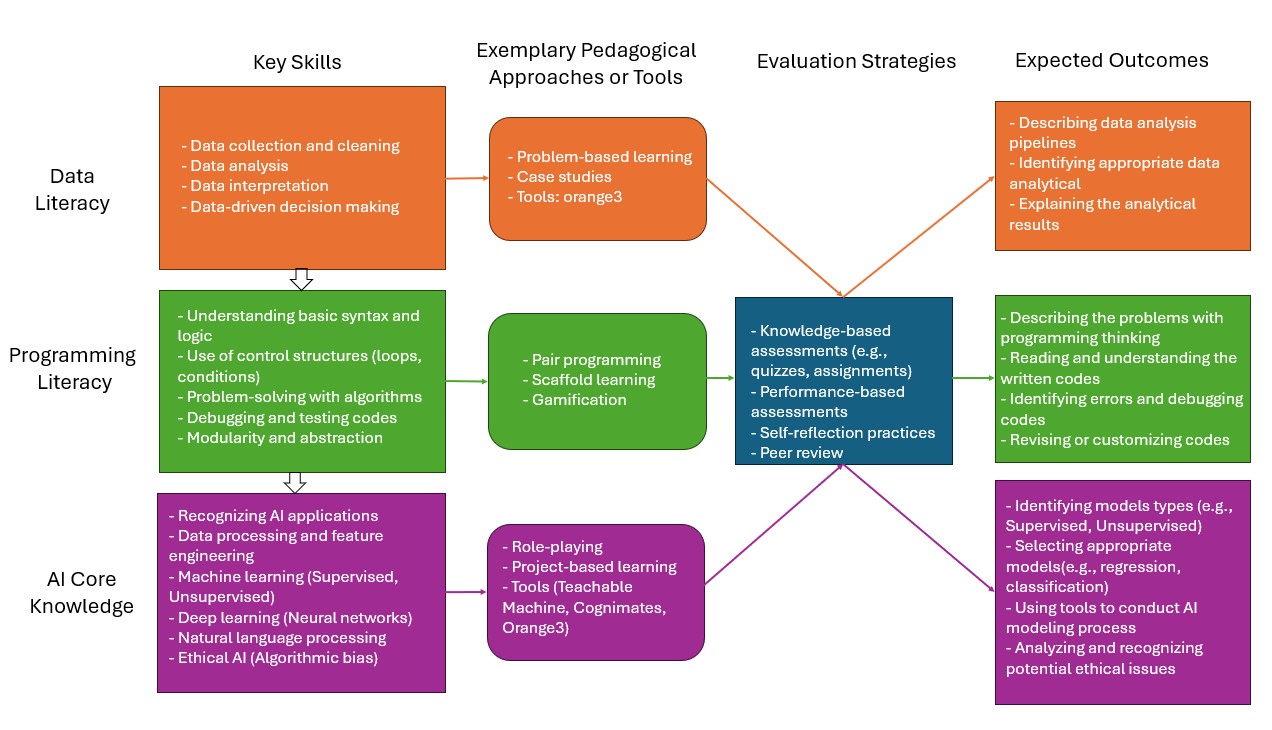 Key Skills
Exemplary Pedagogical
Approaches or Tools
Evaluation Strategies
Expected Outcomes
Data
Literacy
- Data collection and cleaning
- Data analysis
- Data interpretation
- Data-driven decision making
- Problem-based learning
- Case studies
- Tools: orange3
- Describing data analysis
pipelines
- Identifying appropriate data
analytical
- Explaining the analytical
results
Programming
Literacy
- Understanding basic syntax and
logic
- Use of control structures (loops,
conditions)
- Problem-solving with algorithms
- Debugging and testing codes
- Modularity and abstraction
- Pair programming
- Scaffold learning
- Gamification
- Knowledge-based
assessments (e.g.,
quizzes, assignments)
- Performance-based
assessments
- Self-reflection practices
- Peer review
- Describing the problems with
programming thinking
- Reading and understanding the
written codes
- Identifying errors and debugging
codes
- Revising or customizing codes
AI Core
Knowledge
- Recognizing AI applications
- Data processing and feature
engineering
- Machine learning (Supervised,
Unsupervised)
- Deep learning (Neural networks)
- Natural language processing
- Ethical AI (Algorithmic bias)
- Role-playing
- Project-based learning
- Tools (Teachable
Machine, Cognimates,
Orange3)
- Identifying models types (e.g.,
Supervised, Unsupervised)
- Selecting appropriate
models(e.g., regression,
classification)
- Using tools to conduct AI
modeling process
- Analyzing and recognizing
potential ethical issues